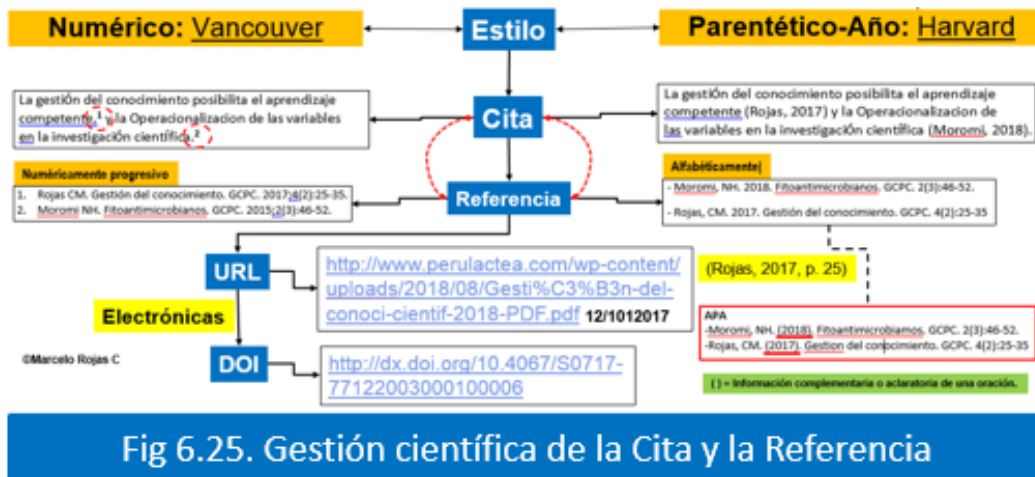 Numérico: Vancouver
Estilo
Parentético-Año: Harvard
La gestiÓn del conocimiento posibilita el aprendizaje
competente,¹ y la Operacionalizacion de las variables
en la investigaciÓn científica.²
Cita
La gestiÓn del conocimiento posibilita el aprendizaje
competente (Rojas, 2017) y la Operacionalizacion de
las variables en la investigaciÓn científica (Moromi, 2018).
Numéricamente progresivo
1. Rojas CM. Gestión del conocimiento. GCPC. 2017;4(2):25-35.
2. Moromi NH. Fitoantimicrobianos. GCPC. 2015;2(3):46-52.
Referencia
Alfabéticamente|
- Moromi, NH. 2018. Fitoantimicrobianos. GCPC. 2(3):46-52.
- Rojas, CM. 2017. Gestión del conocimiento. GCPC. 4(2):25-35
URL
http://www.perulactea.com/wp-content/
uploads/2018/08/Gesti%C3%B3n-del-
conoci-cientif-2018-PDF.pdf 12/1012017
(Rojas, 2017, p. 25)
Electrónicas
APA
-Moromi, NH. (2018). Fitoantimicrobiamos. GCPC. 2(3):46-52.
-Rojas, CM. (2017). Gestion del conocimiento. GCPC. 4(2):25-35
©Marcelo Rojas C
DOI
http://dx.doi.org/10.4067/S0717-
77122003000100006
( ) = Información complementaria o aclaratoria de una oración.
Fig 6.25. Gestión científica de la Cita y la Referencia